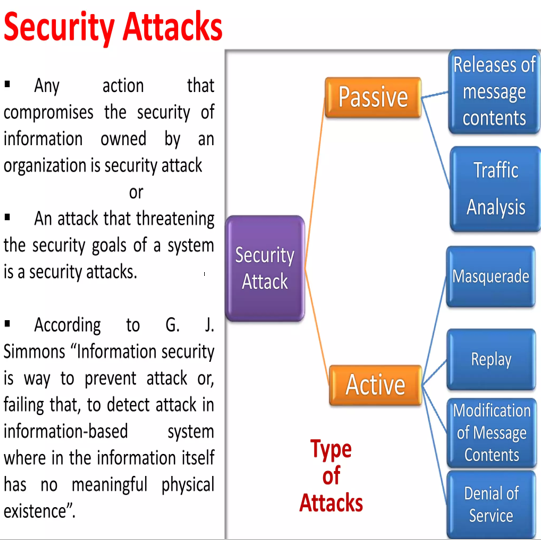 Security Attacks
▪ Any action that
compromises the security of
information owned by an
organization is security attack
or
▪ An attack that threatening
the security goals of a system
is a security attacks.
▪ According to G. J.
Simmons “Information security
is way to prevent attack or,
failing that, to detect attack in
information-based system
where in the information itself
has no meaningful physical
existence”.
Security
Attack
Passive
Releases of
message
contents
Traffic
Analysis
Active
Masquerade
Replay
Modification
of Message
Contents
Denial of
Service
Type
of
Attacks